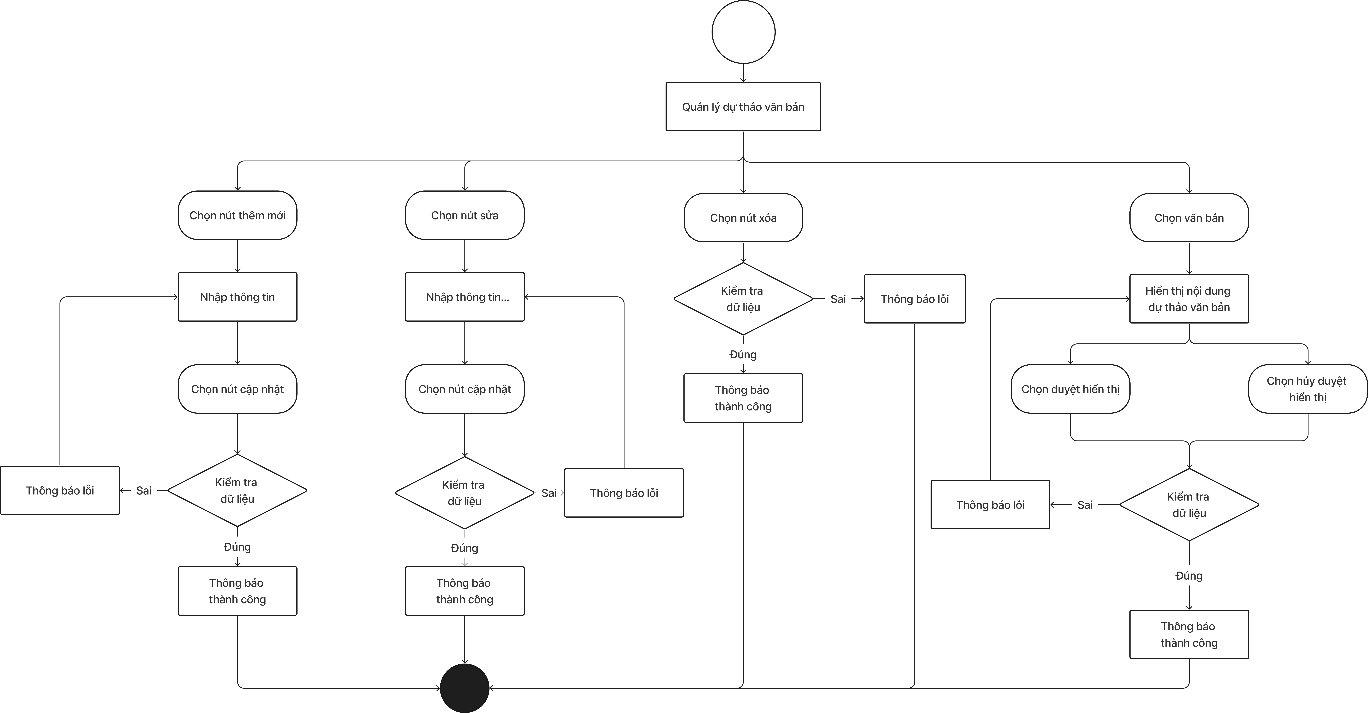 Quản lý dự thảo văn bản
Chọn nút thêm mới
Nhập thông tin
Chọn nút cập nhật
Kiểm tra
dữ liệu
Sai
Thông báo lỗi
Đúng
Thông báo
thành công
Chọn nút sửa
Nhập thông tin...
Chọn nút cập nhật
Kiểm tra
dữ liệu
Sai
Thông báo lỗi
Đúng
Thông báo
thành công
Chọn nút xóa
Kiểm tra
dữ liệu
Sai
Thông báo lỗi
Đúng
Thông báo
thành công
Chọn văn bản
Hiển thị nội dung
dự thảo văn bản
Chọn duyệt hiển thị
Chọn hủy duyệt
hiển thị
Kiểm tra
dữ liệu
Sai
Thông báo lỗi
Đúng
Thông báo
thành công